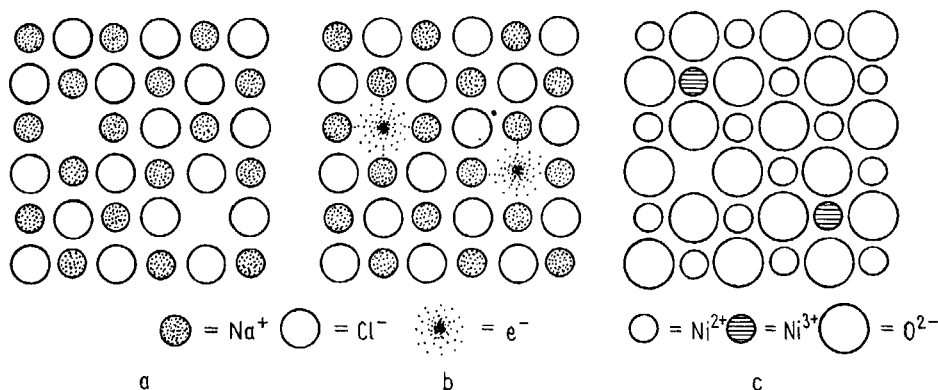 = Na⁺ = Cl⁻ = e⁻ = Ni²⁺ = Ni³⁺ = O²⁻
a b c